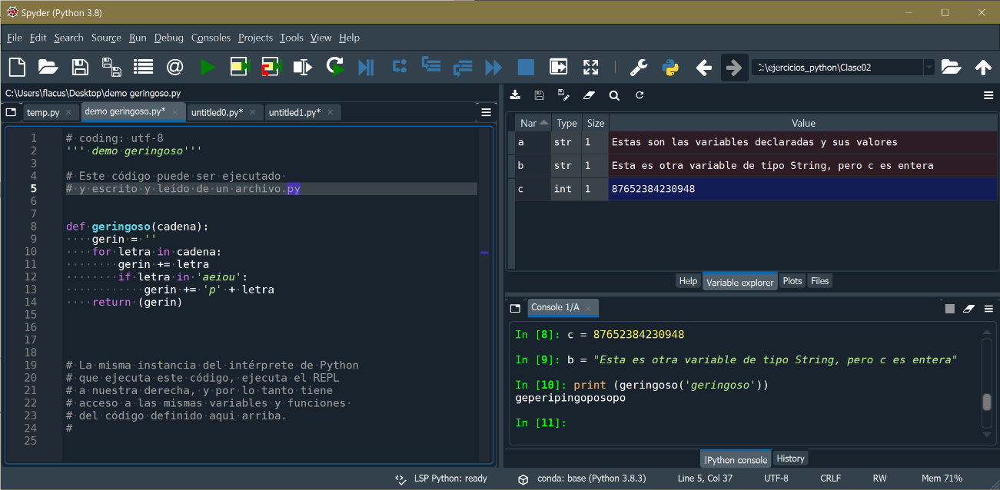 Spyder (Python 3.8)
File Edit Search Source Run Debug Consoles Projects Tools View Help
C:\ejercicios_python\Clase02
C:\Users\flacus\Desktop\demo geringoso.py
temp.py demo geringoso.py* untitled0.py* untitled1.py*
1 # coding: utf-8
2 ''' demo geringoso'''
3
4 # Este código puede ser ejecutado
5 # y escrito y leído de un archivo.py
6
7
8 def geringoso(cadena):
9     gerin = ''
10     for letra in cadena:
11         gerin += letra
12         if letra in 'aeiou':
13             gerin += 'p' + letra
14     return (gerin)
15
16
17
18
19 # La misma instancia del intérprete de Python
20 # que ejecuta este código, ejecuta el REPL
21 # a nuestra derecha, y por lo tanto tiene
22 # acceso a las mismas variables y funciones
23 # del código definido aqui arriba.
24 #
25
Nar Type Size Value
a str 1 Estas son las variables declaradas y sus valores
b str 1 Esta es otra variable de tipo String, pero c es entera
c int 1 87652384230948
Help Variable explorer Plots Files
Console 1/A
In [8]: c = 87652384230948
In [9]: b = "Esta es otra variable de tipo String, pero c es entera"
In [10]: print (geringoso('geringoso'))
geperipingoposopo
In [11]:
IPython console History
LSP Python: ready conda: base (Python 3.8.3) Line 5, Col 37 UTF-8 CRLF RW Mem 71%